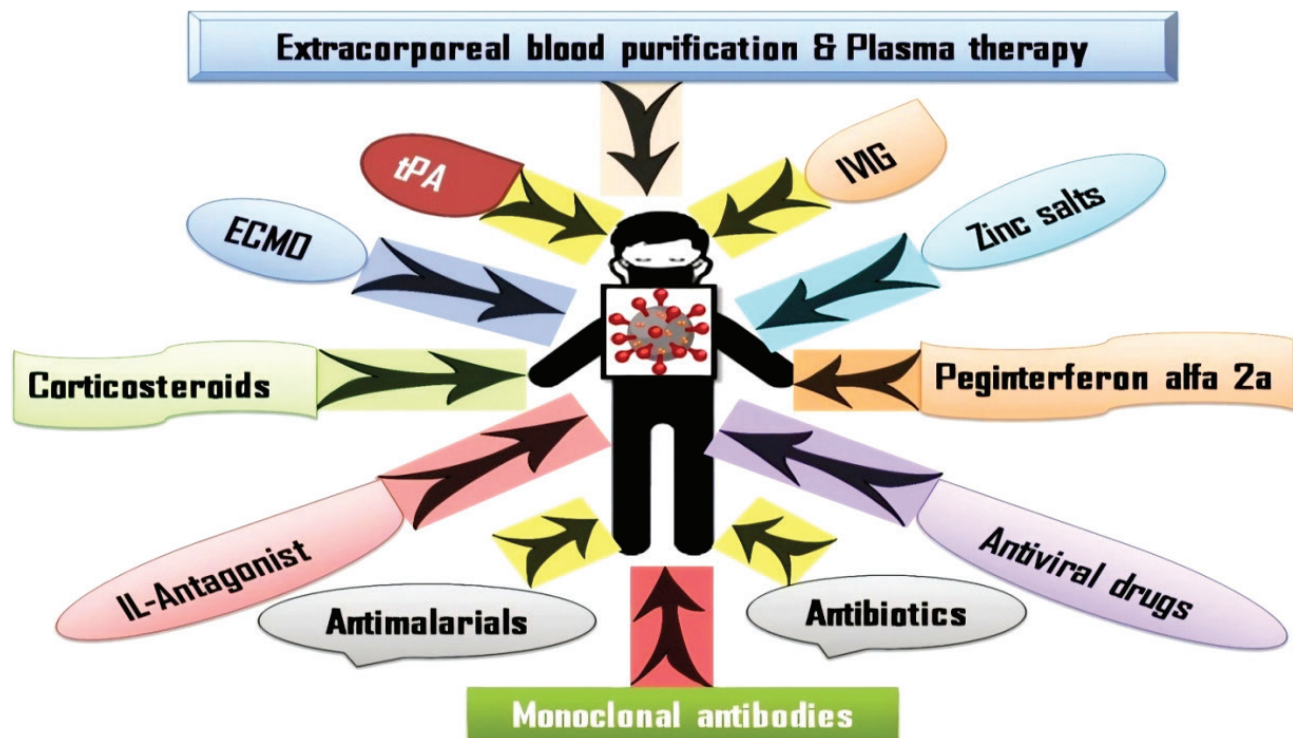 Extracorporeal blood purification & Plasma therapy
tPA
IVIG
ECMO
Zinc salts
Corticosteroids
Peginterferon alfa 2a
IL-Antagonist
Antiviral drugs
Antimalarials
Antibiotics
Monoclonal antibodies